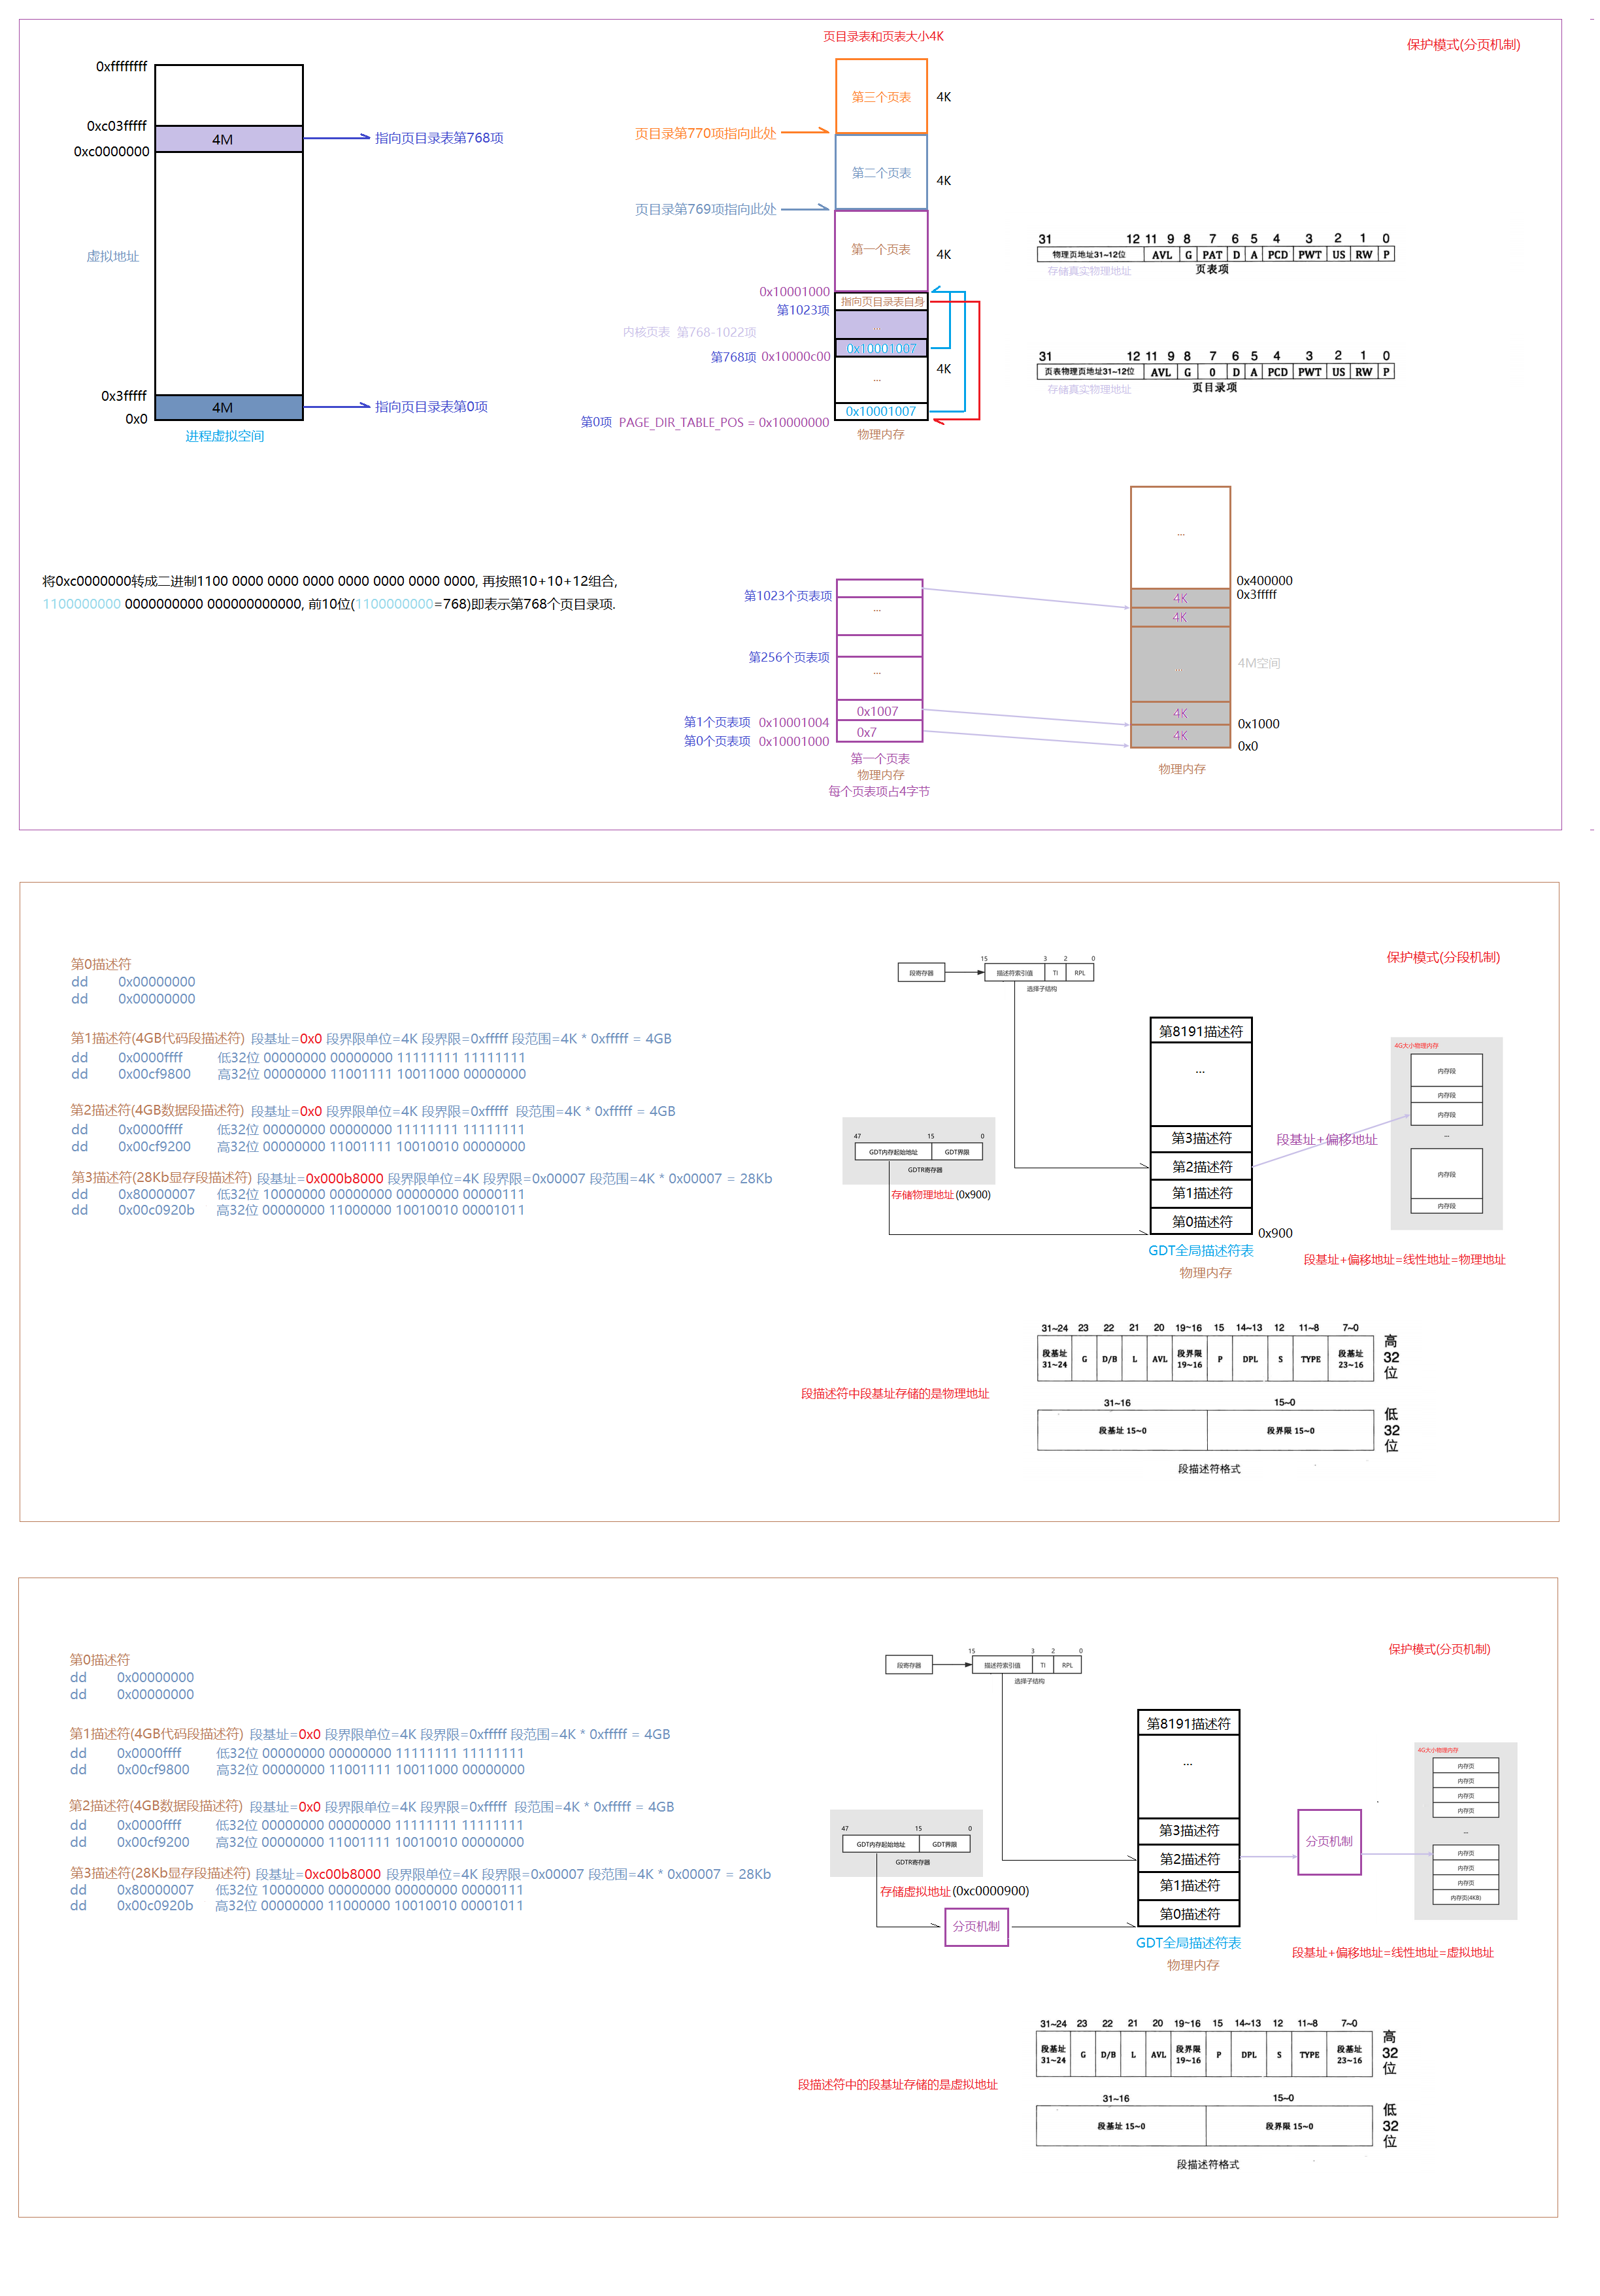 页目录表和页表大小4K
保护模式(分页机制)
0xffffffff
0xc03fffff
4M
指向页目录表第768项
0xc0000000
虚拟地址
0x3fffff
4M
指向页目录表第0项
0x0
进程虚拟空间
第三个页表
4K
页目录第770项指向此处
第二个页表
4K
页目录第769项指向此处
第一个页表
4K
0x10001000
指向页目录表自身
第1023项
...
内核页表 第768-1022项
0x10001007
第768项 0x10000c00
4K
...
0x10001007
第0项 PAGE_DIR_TABLE_POS = 0x10000000
物理内存
31 12 11 9 8 7 6 5 4 3 2 1 0
物理页地址31~12位 AVL G PAT D A PCD PWT US RW P
存储真实物理地址
页表项
31 12 11 9 8 7 6 5 4 3 2 1 0
页表物理页地址31~12位 AVL G 0 D A PCD PWT US RW P
存储真实物理地址
页目录项
将0xc0000000转成二进制1100 0000 0000 0000 0000 0000 0000 0000, 再按照10+10+12组合,
1100000000 0000000000 000000000000, 前10位(1100000000=768)即表示第768个页目录项.
第1023个页表项
...
第256个页表项
...
0x1007
第1个页表项 0x10001004
0x7
第0个页表项 0x10001000
第一个页表
物理内存
每个页表项占4字节
...
0x400000
0x3fffff
4K
4K
...
4M空间
4K
0x1000
4K
0x0
物理内存
保护模式(分段机制)
第0描述符
dd 0x00000000
dd 0x00000000
第1描述符(4GB代码段描述符) 段基址=0x0 段界限单位=4K 段界限=0xfffff 段范围=4K * 0xfffff = 4GB
dd 0x0000ffff 低32位 00000000 00000000 11111111 11111111
dd 0x00cf9800 高32位 00000000 11001111 10011000 00000000
第2描述符(4GB数据段描述符) 段基址=0x0 段界限单位=4K 段界限=0xfffff 段范围=4K * 0xfffff = 4GB
dd 0x0000ffff 低32位 00000000 00000000 11111111 11111111
dd 0x00cf9200 高32位 00000000 11001111 10010010 00000000
第3描述符(28Kb显存段描述符) 段基址=0x000b8000 段界限单位=4K 段界限=0x00007 段范围=4K * 0x00007 = 28Kb
dd 0x80000007 低32位 10000000 00000000 00000000 00000111
dd 0x00c0920b 高32位 00000000 11000000 10010010 00001011
15 3 2 0
段寄存器
描述符索引值 TI RPL
选择子结构
47 15 0
GDT内存起始地址 GDT界限
GDTR寄存器
存储物理地址(0x900)
第8191描述符
...
第3描述符
第2描述符
第1描述符
第0描述符
0x900
GDT全局描述符表
物理内存
段基址+偏移地址
4G大小物理内存
内存段
内存段
内存段
...
内存段
内存段
段基址+偏移地址=线性地址=物理地址
31~24 23 22 21 20 19~16 15 14~13 12 11~8 7~0
段基址 31~24 G D/B L AVL 段界限 19~16 P DPL S TYPE 段基址 23~16
高32位
段描述符中段基址存储的是物理地址
31~16 15~0
段基址 15~0 段界限 15~0
低32位
段描述符格式
保护模式(分页机制)
第0描述符
dd 0x00000000
dd 0x00000000
第1描述符(4GB代码段描述符) 段基址=0x0 段界限单位=4K 段界限=0xfffff 段范围=4K * 0xfffff = 4GB
dd 0x0000ffff 低32位 00000000 00000000 11111111 11111111
dd 0x00cf9800 高32位 00000000 11001111 10011000 00000000
第2描述符(4GB数据段描述符) 段基址=0x0 段界限单位=4K 段界限=0xfffff 段范围=4K * 0xfffff = 4GB
dd 0x0000ffff 低32位 00000000 00000000 11111111 11111111
dd 0x00cf9200 高32位 00000000 11001111 10010010 00000000
第3描述符(28Kb显存段描述符) 段基址=0xc00b8000 段界限单位=4K 段界限=0x00007 段范围=4K * 0x00007 = 28Kb
dd 0x80000007 低32位 10000000 00000000 00000000 00000111
dd 0x00c0920b 高32位 00000000 11000000 10010010 00001011
15 3 2 0
段寄存器
描述符索引值 TI RPL
选择子结构
47 15 0
GDT内存起始地址 GDT界限
GDTR寄存器
存储虚拟地址(0xc0000900)
分页机制
第8191描述符
...
第3描述符
第2描述符
第1描述符
第0描述符
GDT全局描述符表
物理内存
分页机制
4G大小物理内存
内存页
内存页
内存页
内存页
...
内存页
内存页
内存页
内存页(4KB)
段基址+偏移地址=线性地址=虚拟地址
31~24 23 22 21 20 19~16 15 14~13 12 11~8 7~0
段基址 31~24 G D/B L AVL 段界限 19~16 P DPL S TYPE 段基址 23~16
高32位
段描述符中的段基址存储的是虚拟地址
31~16 15~0
段基址 15~0 段界限 15~0
低32位
段描述符格式